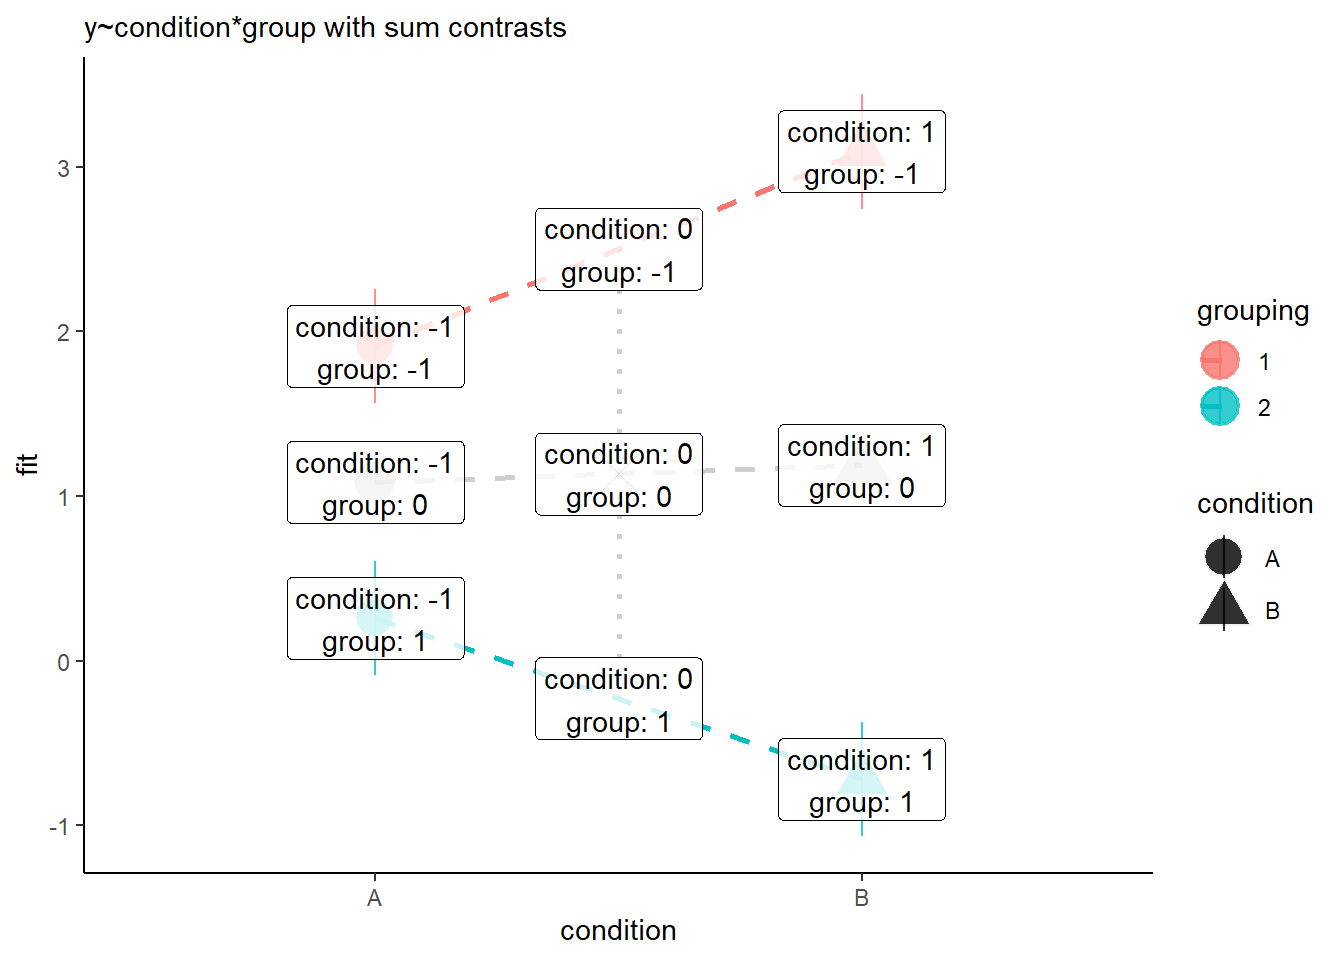 y~condition*group with sum contrasts
fit
3
2
1
0
-1
condition: 1
group: -1
condition: 0
group: -1
condition: -1
group: -1
condition: -1
group: 0
condition: 0
group: 0
condition: 1
group: 0
condition: -1
group: 1
condition: 0
group: 1
condition: 1
group: 1
A
B
condition
grouping
1
2
condition
A
B